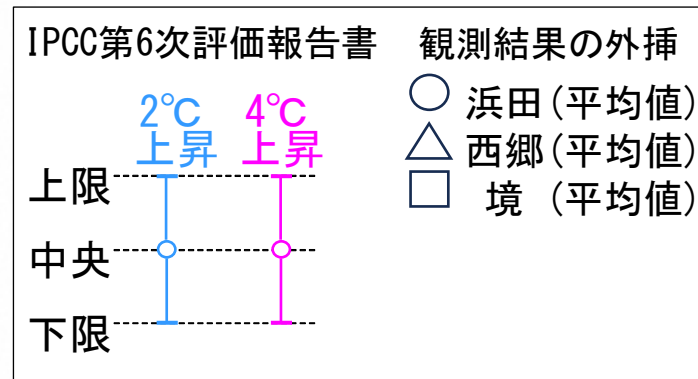 IPCC第6次評価報告書
2℃
上昇
4℃
上昇
上限
中央
下限
観測結果の外挿
浜田(平均値)
西郷(平均値)
境 (平均値)